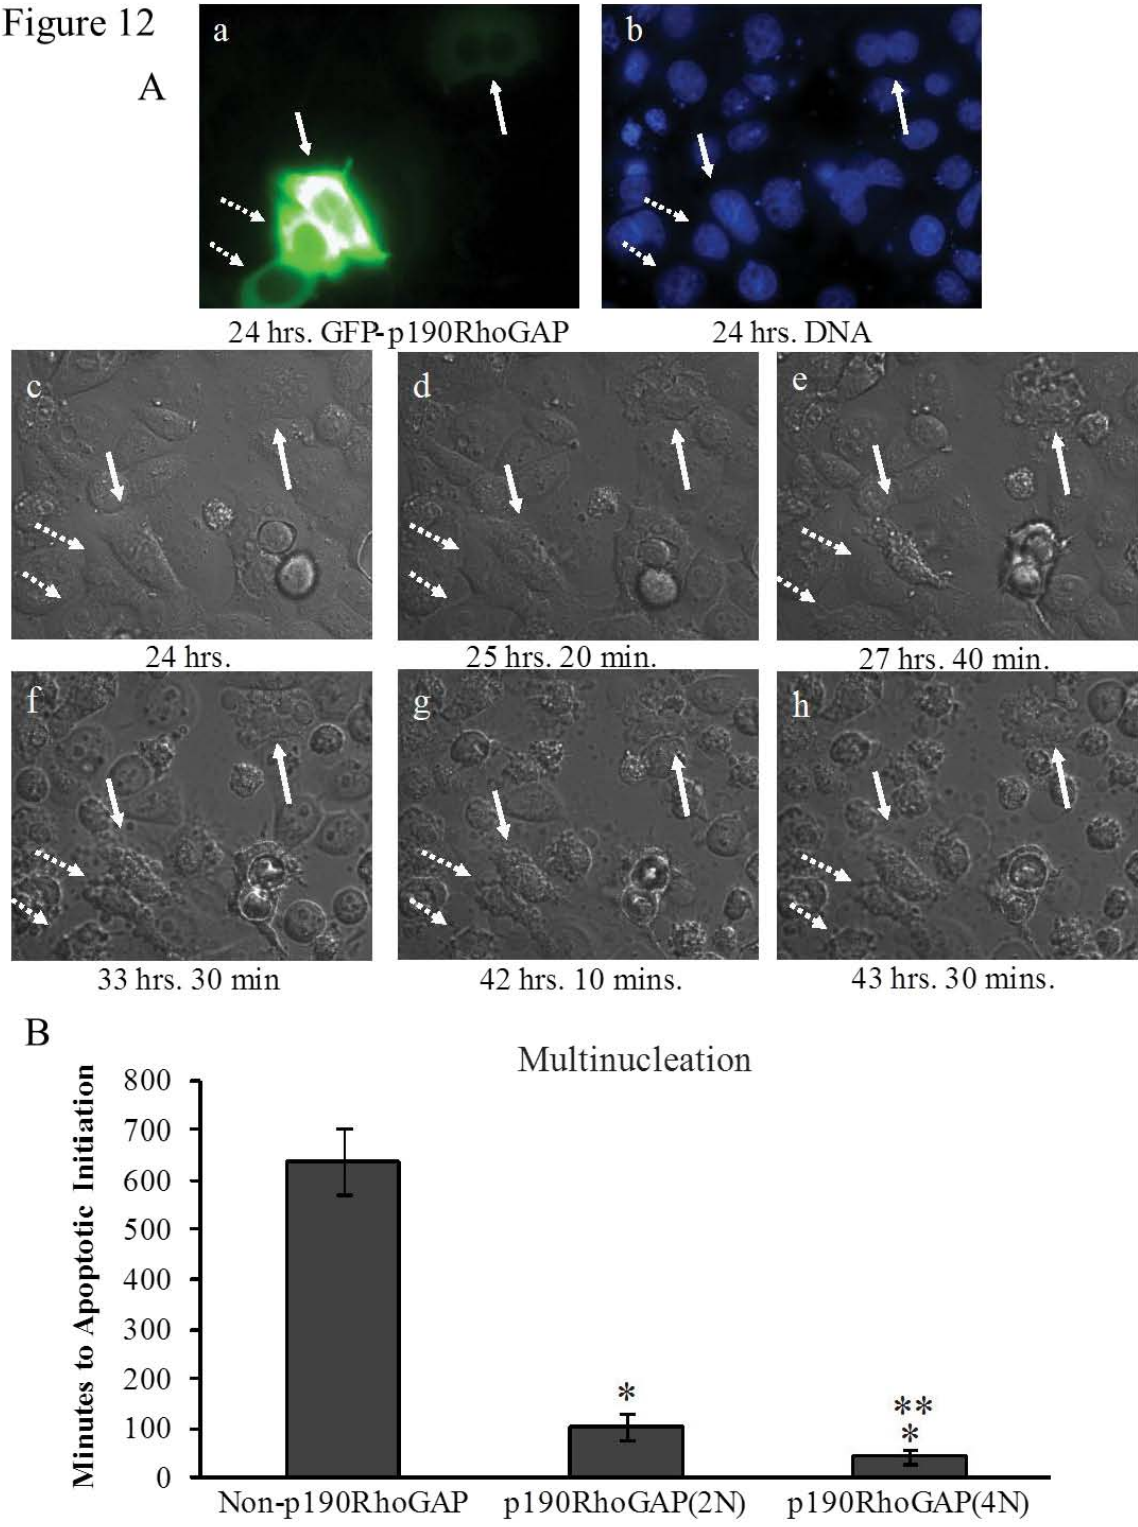 Figure 12
A
a
b
24 hrs. GFP-p190RhoGAP
24 hrs. DNA
c
d
e
24 hrs.
25 hrs. 20 min.
27 hrs. 40 min.
f
g
h
33 hrs. 30 min
42 hrs. 10 mins.
43 hrs. 30 mins.
B
Multinucleation
Minutes to Apoptotic Initiation
800
700
600
500
400
300
200
100
0
*
**
*
Non-p190RhoGAP
p190RhoGAP(2N)
p190RhoGAP(4N)